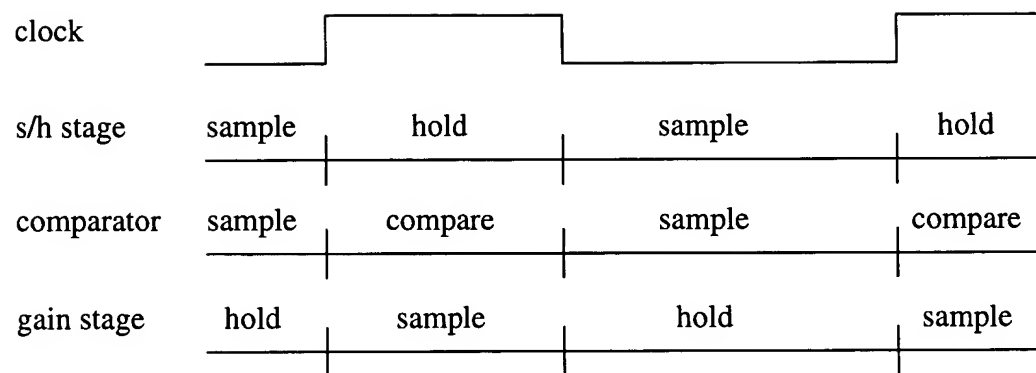 clock
s/h stage sample hold sample hold
comparator sample compare sample compare
gain stage hold sample hold sample